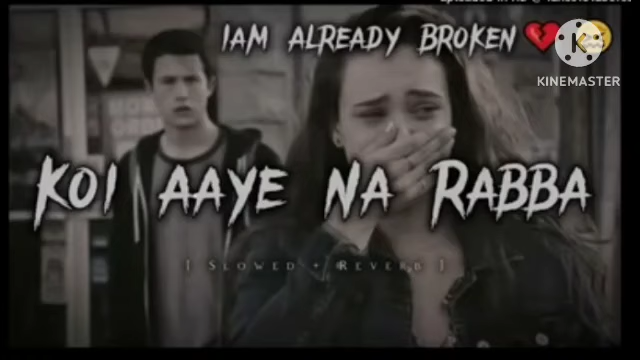 IAM ALREADY BROKEN 💔
KINEMASTER
KOI AAYE NA RABBA
[ SLOWED + REVERB ]